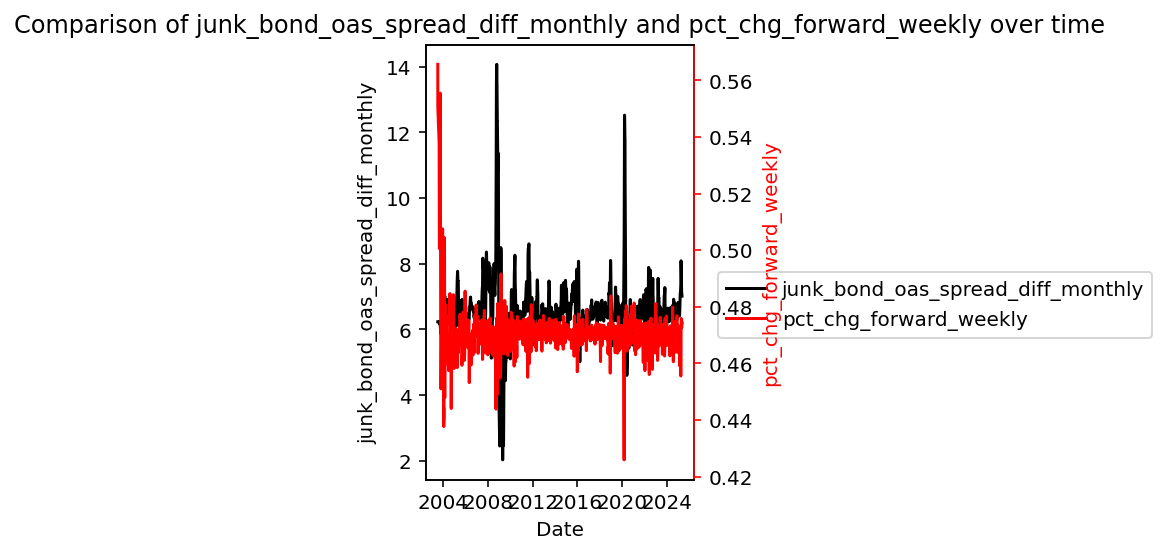 Comparison of junk_bond_oas_spread_diff_monthly and pct_chg_forward_weekly over time
junk_bond_oas_spread_diff_monthly
14
12
10
8
6
4
2
0.56
0.54
0.52
0.50
0.48
0.46
0.44
0.42
pct_chg_forward_weekly
junk_bond_oas_spread_diff_monthly
pct_chg_forward_weekly
2004 2008 2012 2016 2020 2024
Date